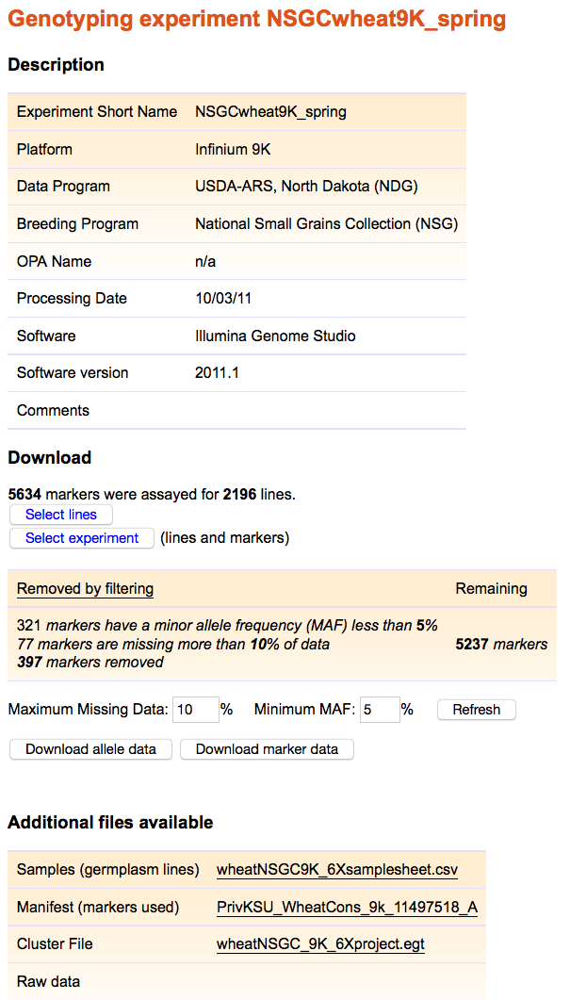 Genotyping experiment NSGCwheat9K_spring
Description
Experiment Short Name NSGCwheat9K_spring
Platform Infinium 9K
Data Program USDA-ARS, North Dakota (NDG)
Breeding Program National Small Grains Collection (NSG)
OPA Name n/a
Processing Date 10/03/11
Software Illumina Genome Studio
Software version 2011.1
Comments
Download
5634 markers were assayed for 2196 lines.
Select lines
Select experiment (lines and markers)
Removed by filtering Remaining
321 markers have a minor allele frequency (MAF) less than 5%
77 markers are missing more than 10% of data 5237 markers
397 markers removed
Maximum Missing Data: 10 % Minimum MAF: 5 % Refresh
Download allele data Download marker data
Additional files available
Samples (germplasm lines) wheatNSGC9K_6Xsamplesheet.csv
Manifest (markers used) PrivKSU_WheatCons_9k_11497518_A
Cluster File wheatNSGC_9K_6Xproject.egt
Raw data